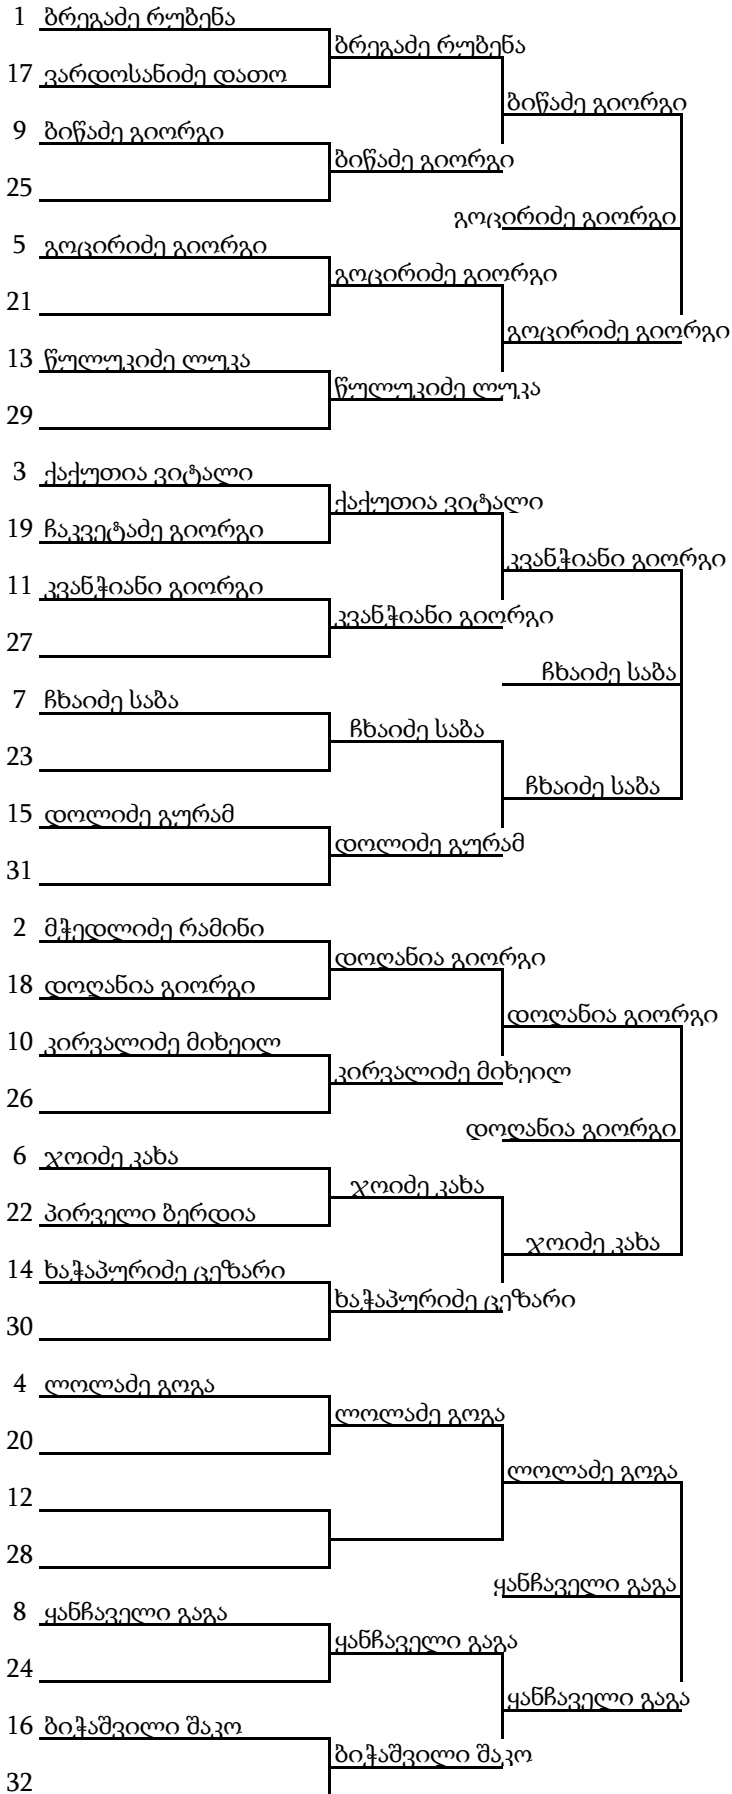 1 ბრეგაძე რუბენა
ბრეგაძე რუბენა
17 ვარდოსანიძე დათო
ბიწაძე გიორგი
9 ბიწაძე გიორგი
ბიწაძე გიორგი
25
გოცირიძე გიორგი
5 გოცირიძე გიორგი
გოცირიძე გიორგი
21
გოცირიძე გიორგი
13 წულუკიძე ლუკა
წულუკიძე ლუკა
29
3 ქაქუთია ვიტალი
ქაქუთია ვიტალი
19 ჩაკვეტაძე გიორგი
კვანჭიანი გიორგი
11 კვანჭიანი გიორგი
კვანჭიანი გიორგი
27
ჩხაიძე საბა
7 ჩხაიძე საბა
ჩხაიძე საბა
23
ჩხაიძე საბა
15 დოლიძე გურამ
დოლიძე გურამ
31
2 მჭედლიძე რამინი
დოღანია გიორგი
18 დოღანია გიორგი
დოღანია გიორგი
10 კირვალიძე მიხეილ
კირვალიძე მიხეილ
26
დოღანია გიორგი
6 ჯოიძე კახა
ჯოიძე კახა
22 პირველი ბერდია
ჯოიძე კახა
14 ხაჭაპურიძე ცეზარი
ხაჭაპურიძე ცეზარი
30
4 ლოლაძე გოგა
ლოლაძე გოგა
20
ლოლაძე გოგა
12
28
ყანჩაველი გაგა
8 ყანჩაველი გაგა
ყანჩაველი გაგა
24
ყანჩაველი გაგა
16 ბიჭაშვილი შაკო
ბიჭაშვილი შაკო
32